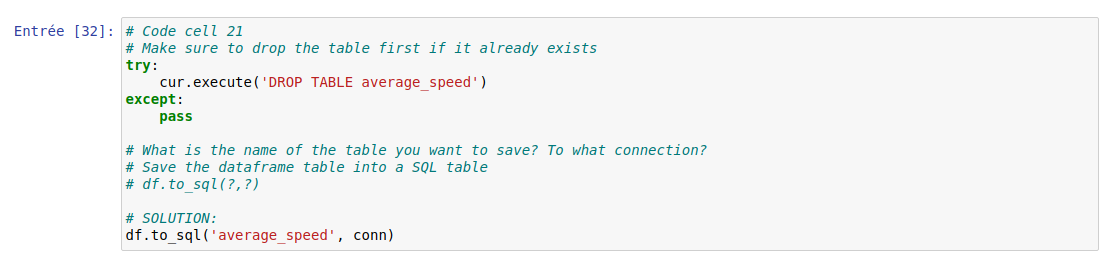 Entrée [32]: # Code cell 21
# Make sure to drop the table first if it already exists
try:
    cur.execute('DROP TABLE average_speed')
except:
    pass

# What is the name of the table you want to save? To what connection?
# Save the dataframe table into a SQL table
# df.to_sql(?,?)

# SOLUTION:
df.to_sql('average_speed', conn)